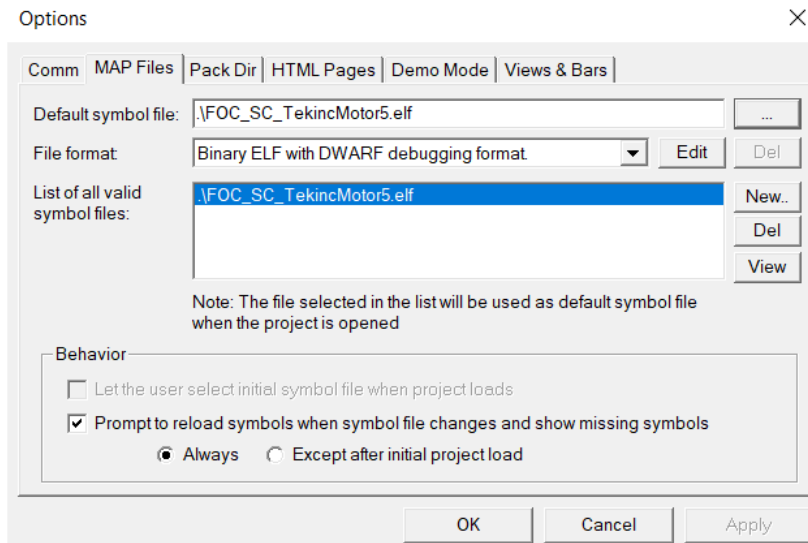 Options
Comm MAP Files Pack Dir HTML Pages Demo Mode Views & Bars
Default symbol file: .\FOC_SC_TekincMotor5.elf ...
File format: Binary ELF with DWARF debugging format. Edit Del
List of all valid .\FOC_SC_TekincMotor5.elf New..
symbol files:
Del
View
Note: The file selected in the list will be used as default symbol file
when the project is opened
Behavior
Let the user select initial symbol file when project loads
Prompt to reload symbols when symbol file changes and show missing symbols
Always Except after initial project load
OK Cancel Apply